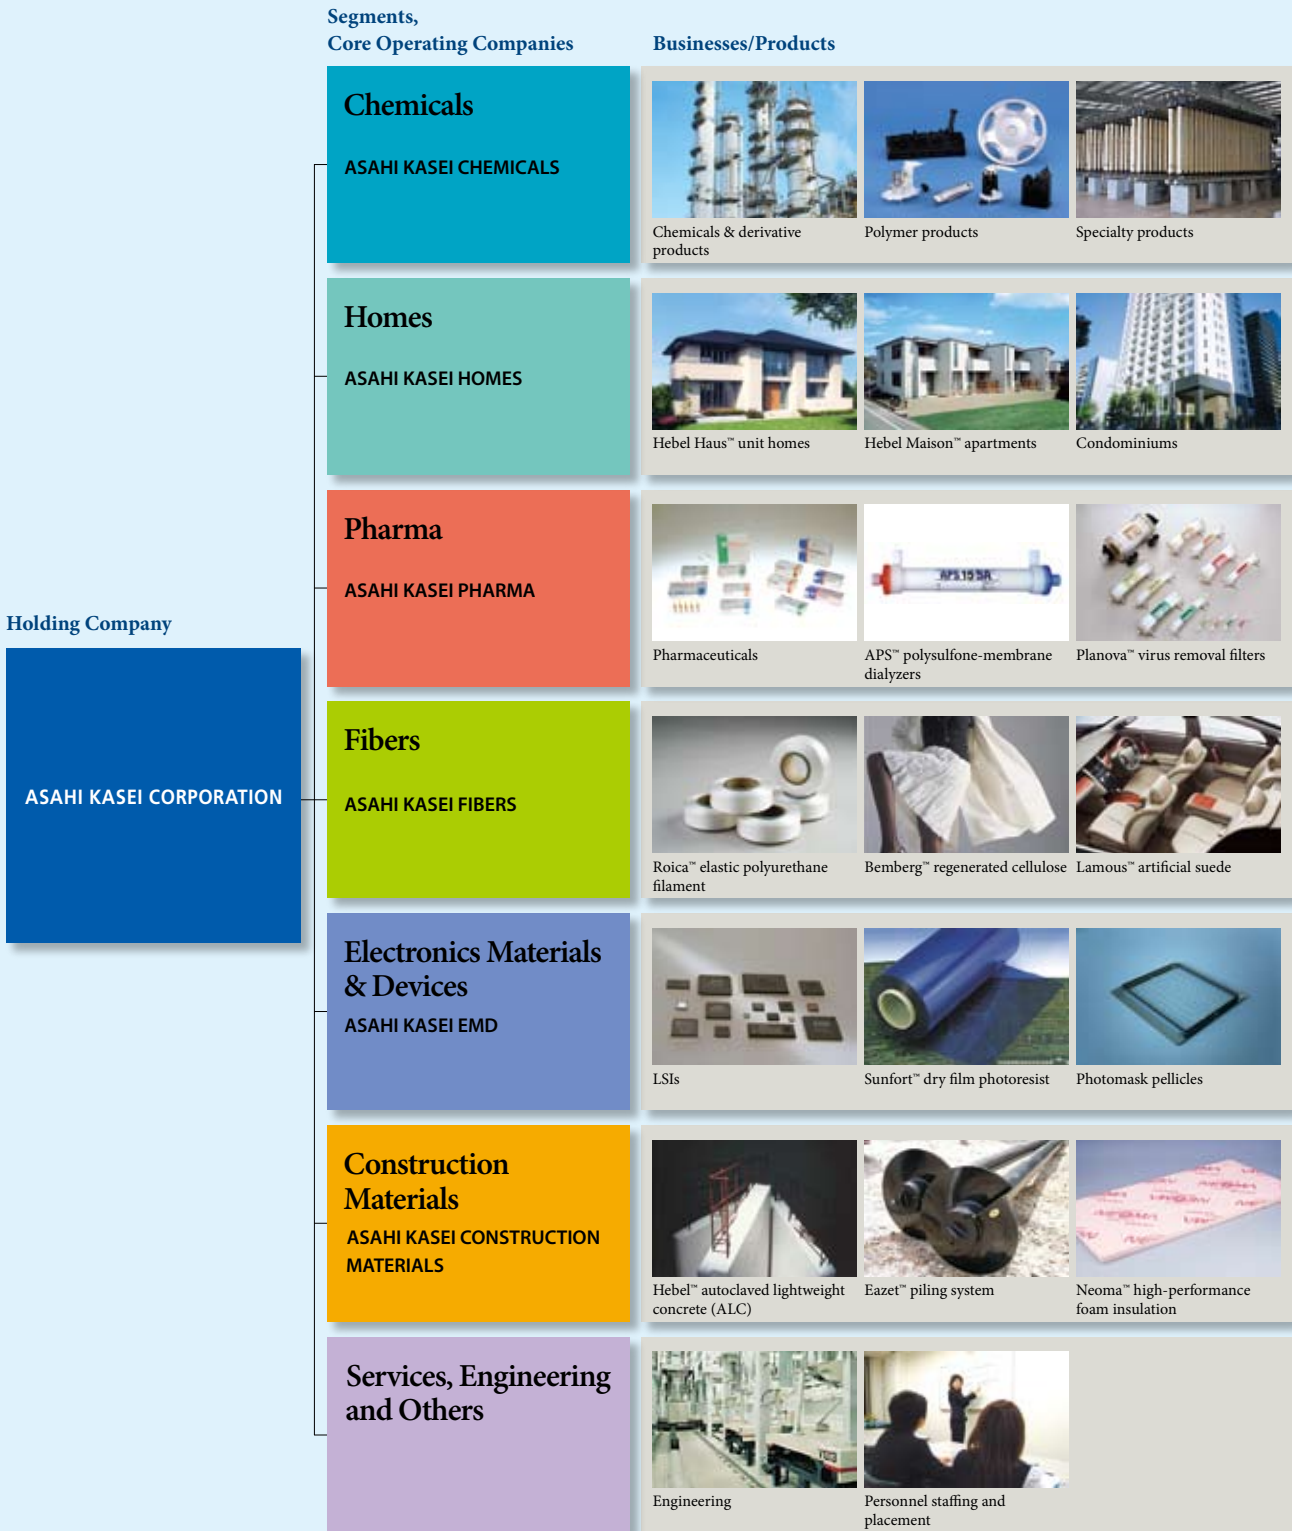 Segments,
Core Operating Companies
Businesses/Products
Chemicals
ASAHI KASEI CHEMICALS
Chemicals & derivative
products
Polymer products
Specialty products
Homes
ASAHI KASEI HOMES
Hebel Haus™ unit homes
Hebel Maison™ apartments
Condominiums
Pharma
ASAHI KASEI PHARMA
APS 15 SA
Pharmaceuticals
APS™ polysulfone-membrane
dialyzers
Planova™ virus removal filters
Holding Company
ASAHI KASEI CORPORATION
Fibers
ASAHI KASEI FIBERS
Roica™ elastic polyurethane
filament
Bemberg™ regenerated cellulose
Lamous™ artificial suede
Electronics Materials
& Devices
ASAHI KASEI EMD
LSIs
Sunfort™ dry film photoresist
Photomask pellicles
Construction
Materials
ASAHI KASEI CONSTRUCTION
MATERIALS
Hebel™ autoclaved lightweight
concrete (ALC)
Eazet™ piling system
Neoma™ high-performance
foam insulation
Services, Engineering
and Others
Engineering
Personnel staffing and
placement